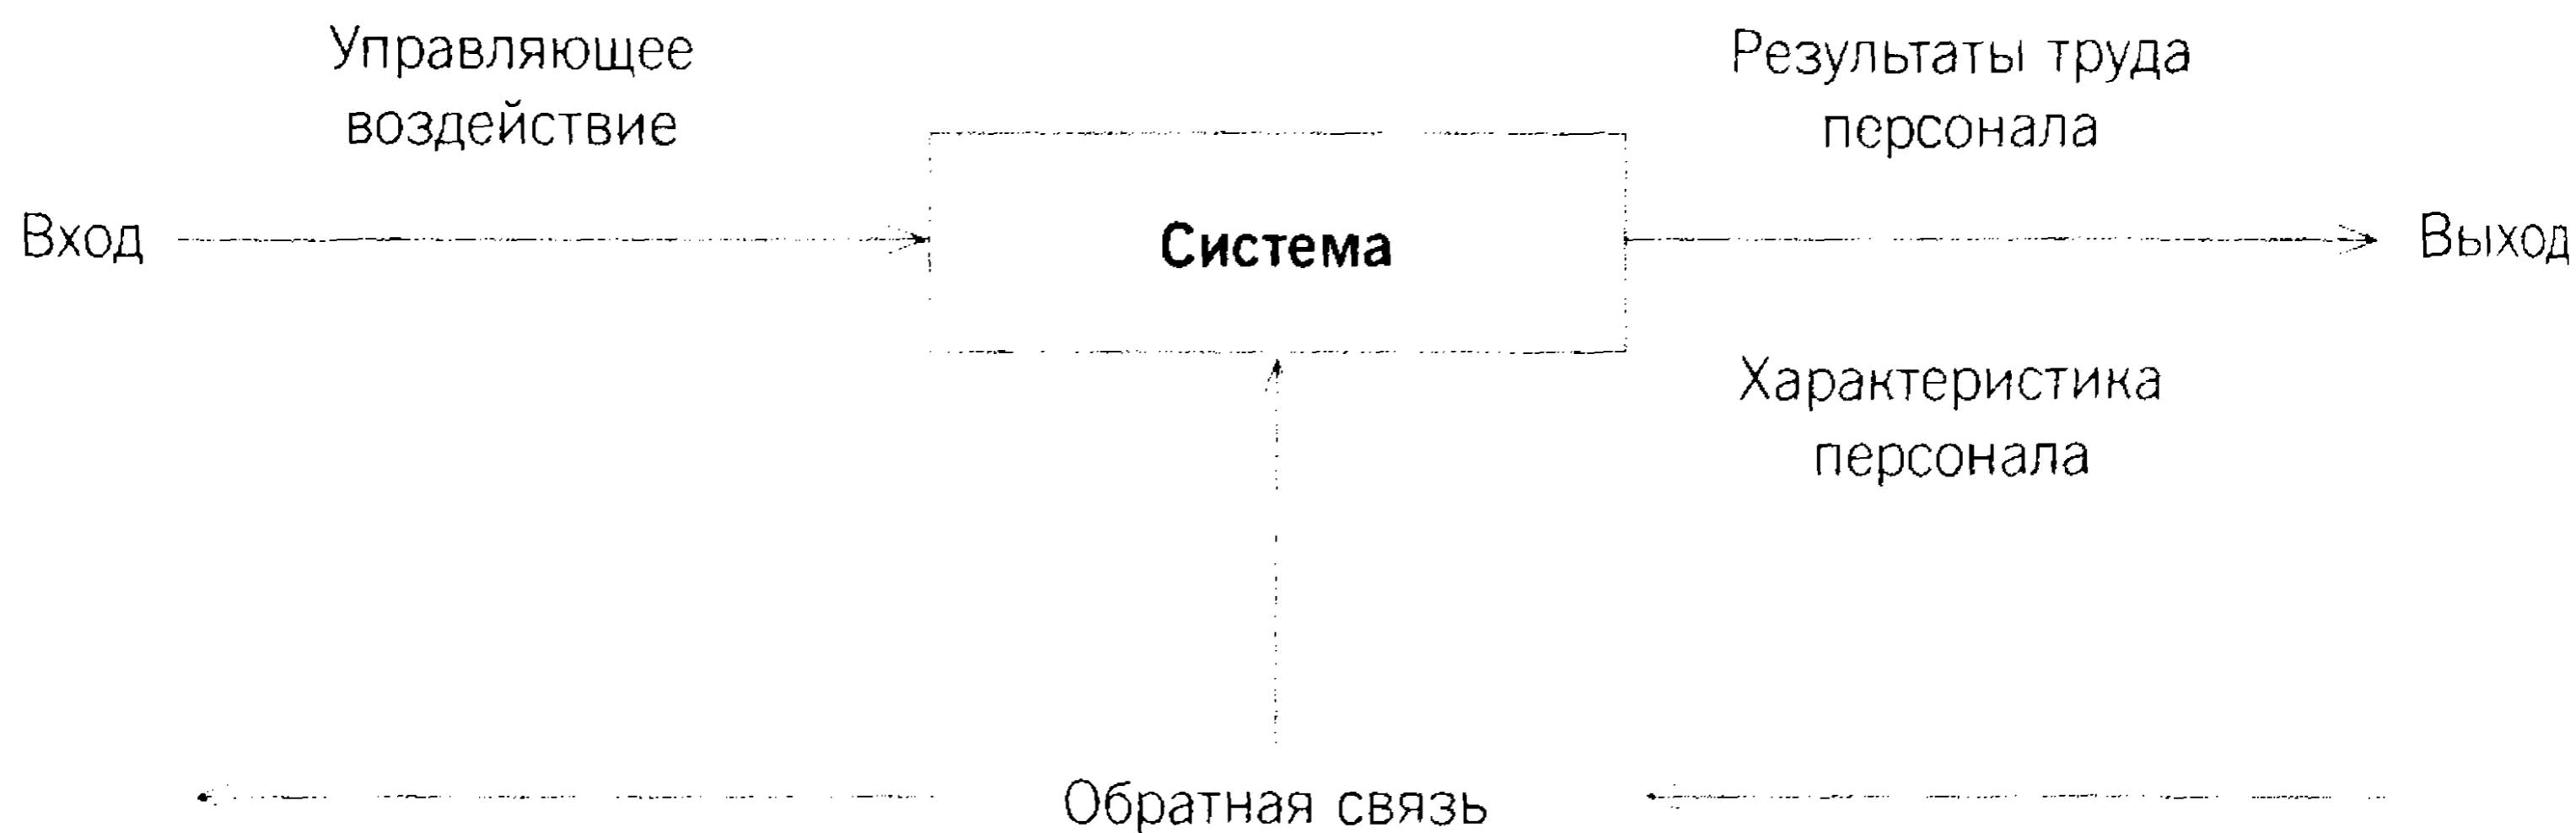 Управляющее
воздействие
Результаты труда
персонала
Вход
Система
Выход
Характеристика
персонала
Обратная связь